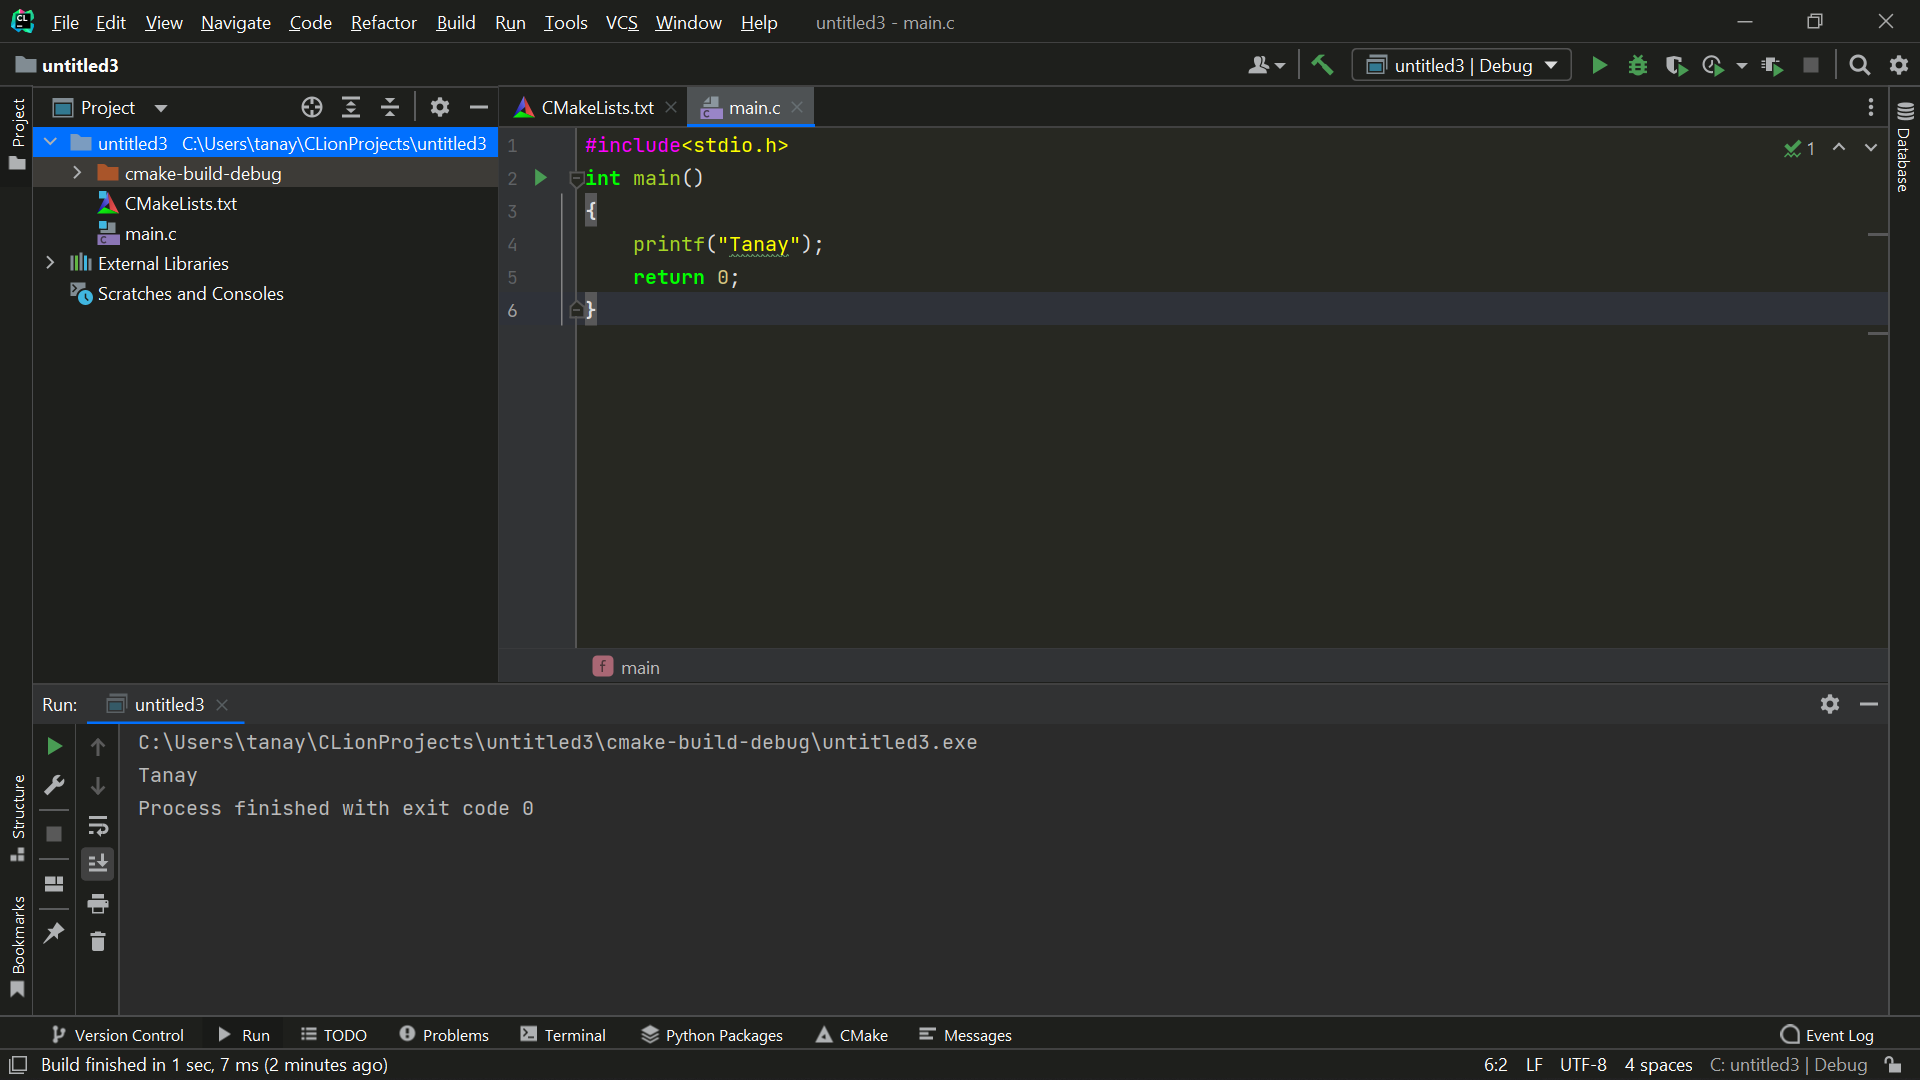 CL File Edit View Navigate Code Refactor Build Run Tools VCS Window Help untitled3 - main.c
untitled3
untitled3 | Debug
Project
Project
CMakeLists.txt
main.c
untitled3 C:\Users\tanay\CLionProjects\untitled3
cmake-build-debug
CMakeLists.txt
main.c
External Libraries
Scratches and Consoles
1 #include<stdio.h>
2 int main()
3 {
4 printf("Tanay");
5 return 0;
6 }
1
Database
f main
Run: untitled3
C:\Users\tanay\CLionProjects\untitled3\cmake-build-debug\untitled3.exe
Tanay
Process finished with exit code 0
Structure
Bookmarks
Version Control Run TODO Problems Terminal Python Packages CMake Messages Event Log
Build finished in 1 sec, 7 ms (2 minutes ago) 6:2 LF UTF-8 4 spaces C: untitled3 | Debug